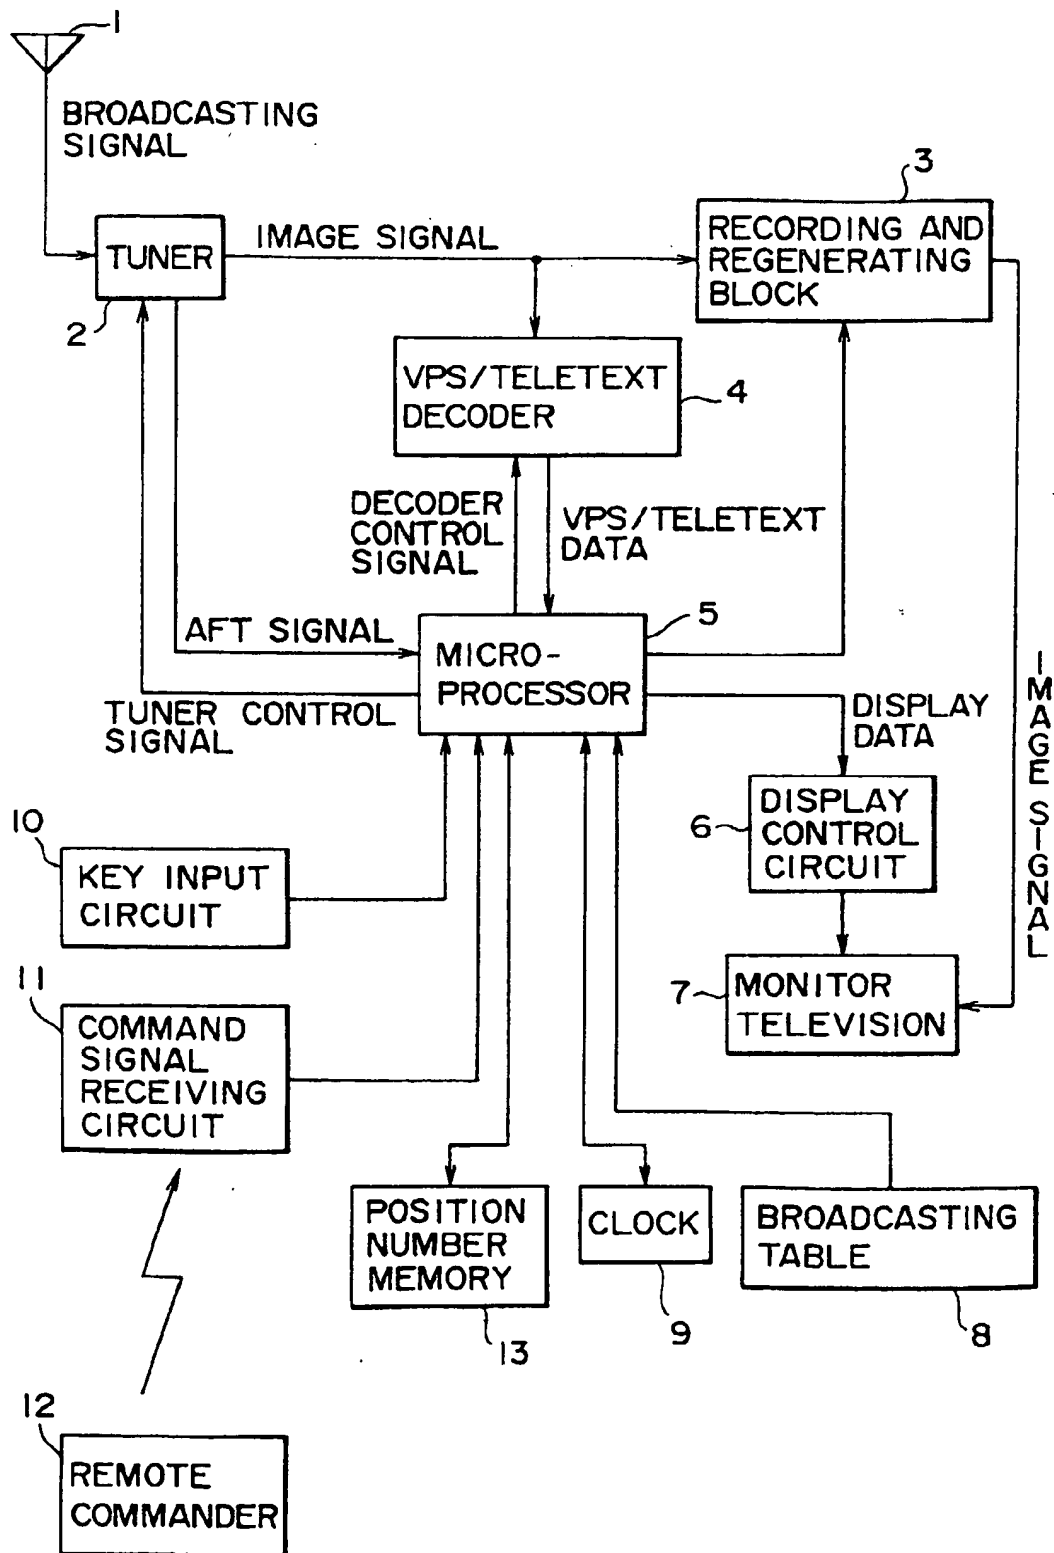 1
BROADCASTING
SIGNAL
3
TUNER
2
IMAGE SIGNAL
RECORDING AND
REGENERATING
BLOCK
VPS/TELETEXT
DECODER
4
DECODER
CONTROL
SIGNAL
VPS/TELETEXT
DATA
AFT SIGNAL
5
MICRO-
PROCESSOR
TUNER CONTROL
SIGNAL
DISPLAY
DATA
IMAGE SIGNAL
6
DISPLAY
CONTROL
CIRCUIT
10
KEY INPUT
CIRCUIT
7
MONITOR
TELEVISION
11
COMMAND
SIGNAL
RECEIVING
CIRCUIT
POSITION
NUMBER
MEMORY
13
CLOCK
9
BROADCASTING
TABLE
8
12
REMOTE
COMMANDER